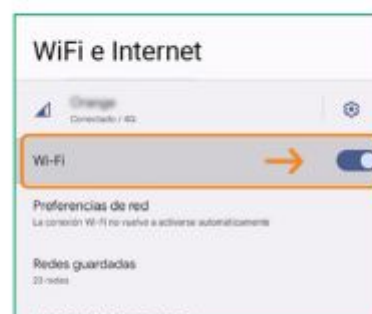 WiFi e Internet
Orange
Conectado / 4G
Wi-Fi
Preferencias de red
La conexión Wi-Fi no vuelve a activarse automáticamente
Redes guardadas
23 redes